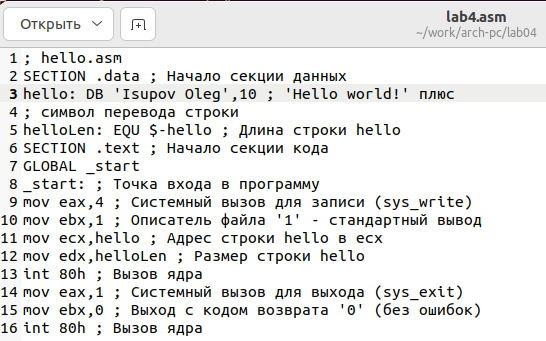 Открыть
lab4.asm
~/work/arch-pc/lab04
1 ; hello.asm
2 SECTION .data ; Начало секции данных
3 hello: DB 'Isupov Oleg',10 ; 'Hello world!' плюс
4 ; символ перевода строки
5 helloLen: EQU $-hello ; Длина строки hello
6 SECTION .text ; Начало секции кода
7 GLOBAL _start
8 _start: ; Точка входа в программу
9 mov eax,4 ; Системный вызов для записи (sys_write)
10 mov ebx,1 ; Описатель файла '1' - стандартный вывод
11 mov ecx,hello ; Адрес строки hello в ecx
12 mov edx,helloLen ; Размер строки hello
13 int 80h ; Вызов ядра
14 mov eax,1 ; Системный вызов для выхода (sys_exit)
15 mov ebx,0 ; Выход с кодом возврата '0' (без ошибок)
16 int 80h ; Вызов ядра